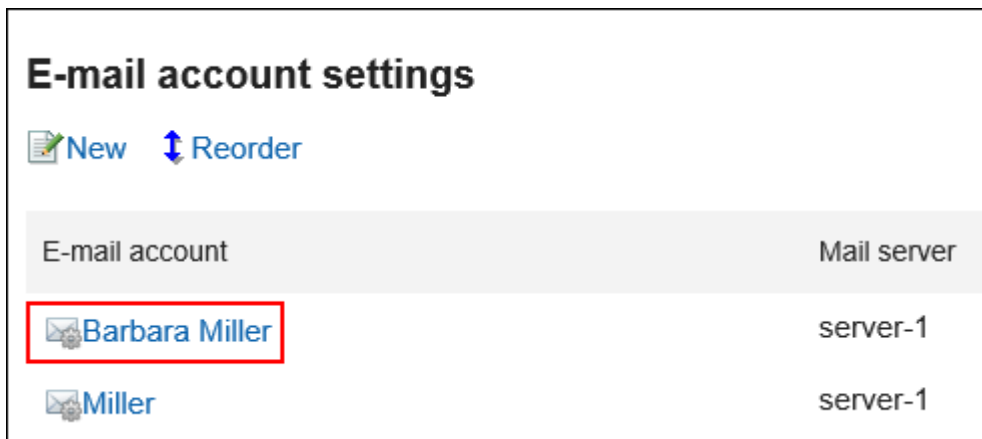 E-mail account settings
New Reorder
E-mail account Mail server
Barbara Miller server-1
Miller server-1